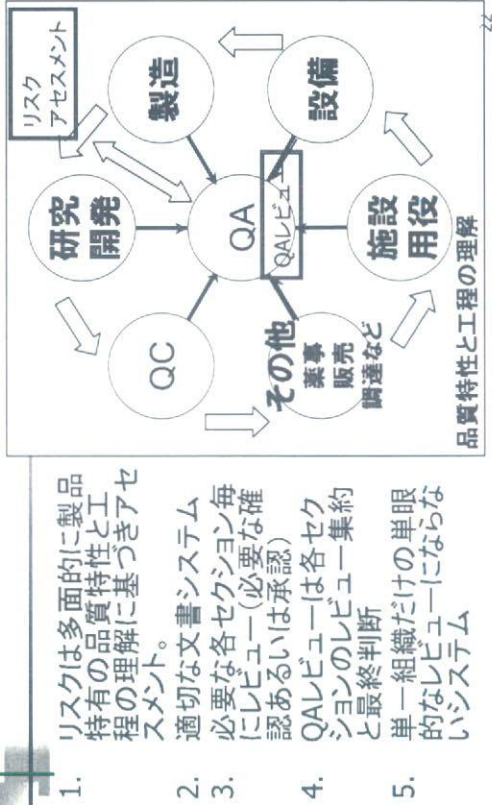 1. リスクは多面的に製品
特有の品質特性と工
程の理解に基づきアセ
スメント。
2. 適切な文書システム
3. 必要な各セクション毎
にレビュー(必要な確
認あるいは承認)
4. QAレビューは各セク
ションのレビュー集約
と最終判断
5. 単一組織だけの単眼
的なレビューにならな
いシステム
リスク
アセスメント
研究
開発
製造
QC
QA
QAレビュー
設備
その他
薬事
販売
調達など
施設
用役
品質特性と工程の理解
22